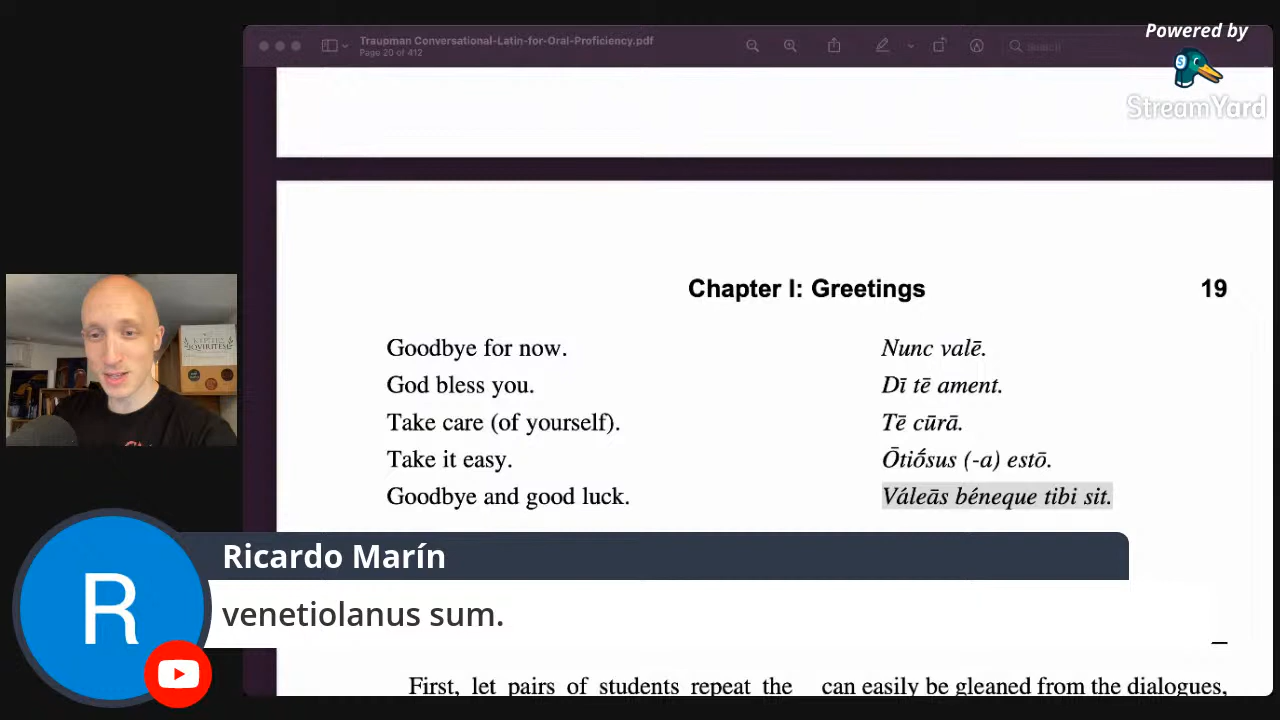 Powered by
StreamYard
Traupman Conversational-Latin-for-Oral-Proficiency.pdf
Page 20 of 412
Search
Chapter I: Greetings 19
Goodbye for now. Nunc valē.
God bless you. Dī tē ament.
Take care (of yourself). Tē cūrā.
Take it easy. Ōtiṓsus (-a) estō.
Goodbye and good luck. Váleās béneque tibi sit.
R
Ricardo Marín
venetiolanus sum.
First, let pairs of students repeat the can easily be gleaned from the dialogues,